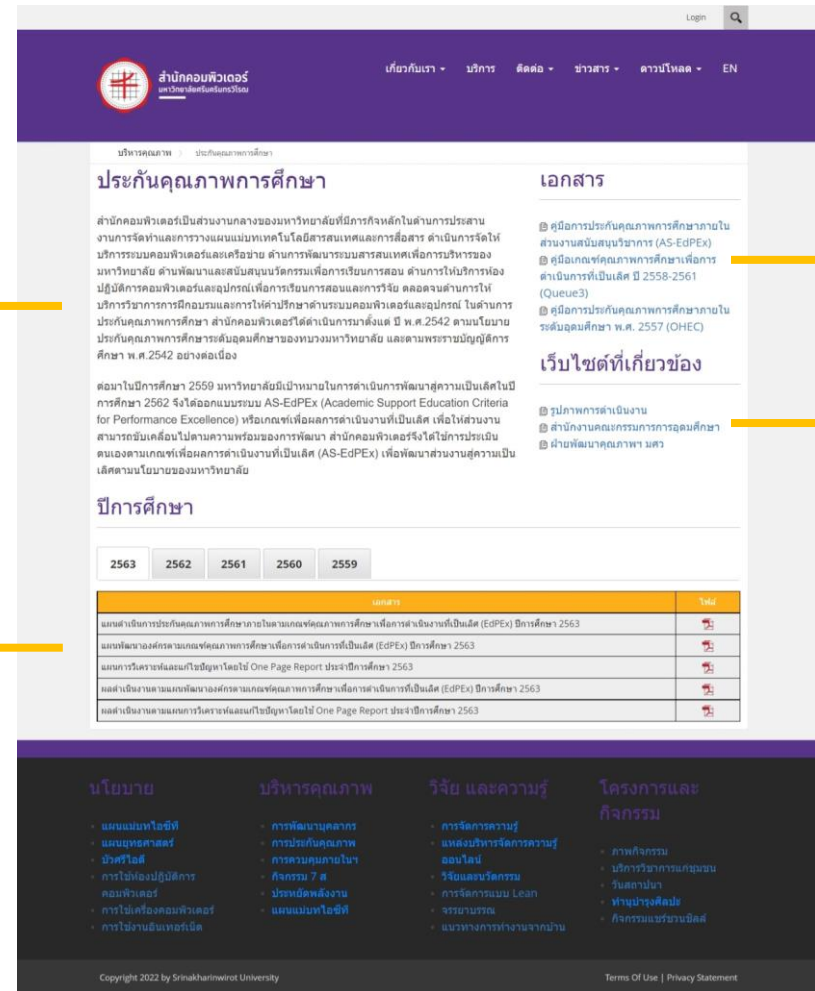 Login
สำนักคอมพิวเตอร์
มหาวิทยาลัยศรีนครินทรวิโรฒ
เกี่ยวกับเรา บริการ ติดต่อ ข่าวสาร ดาวน์โหลด EN
บริหารคุณภาพ ประกันคุณภาพการศึกษา
ประกันคุณภาพการศึกษา
สำนักคอมพิวเตอร์เป็นส่วนงานกลางของมหาวิทยาลัยที่มีภารกิจหลักในด้านการประสาน
งานการจัดทำและการวางแผนแม่บทเทคโนโลยีสารสนเทศและการสื่อสาร ดำเนินการจัดให้
บริการระบบคอมพิวเตอร์และเครือข่าย ด้านการพัฒนาระบบสารสนเทศเพื่อการบริหารของ
มหาวิทยาลัย ด้านพัฒนาและสนับสนุนนวัตกรรมเพื่อการเรียนการสอน ด้านการให้บริการห้อง
ปฏิบัติการคอมพิวเตอร์และอุปกรณ์เพื่อการเรียนการสอนและการวิจัย ตลอดจนด้านการให้
บริการวิชาการการฝึกอบรมและการให้คำปรึกษาด้านระบบคอมพิวเตอร์และอุปกรณ์ ในด้านการ
ประกันคุณภาพการศึกษา สำนักคอมพิวเตอร์ได้ดำเนินการมาตั้งแต่ ปี พ.ศ.2542 ตามนโยบาย
ประกันคุณภาพการศึกษาระดับอุดมศึกษาของทบวงมหาวิทยาลัย และตามพระราชบัญญัติการ
ศึกษา พ.ศ.2542 อย่างต่อเนื่อง
ต่อมาในปีการศึกษา 2559 มหาวิทยาลัยมีเป้าหมายในการดำเนินการพัฒนาสู่ความเป็นเลิศในปี
การศึกษา 2562 จึงได้ออกแบบระบบ AS-EdPEx (Academic Support Education Criteria
for Performance Excellence) หรือเกณฑ์เพื่อผลการดำเนินงานที่เป็นเลิศ เพื่อให้ส่วนงาน
สามารถขับเคลื่อนไปตามความพร้อมของการพัฒนา สำนักคอมพิวเตอร์จึงได้ใช้การประเมิน
ตนเองตามเกณฑ์เพื่อผลการดำเนินงานที่เป็นเลิศ (AS-EdPEx) เพื่อพัฒนาส่วนงานสู่ความเป็น
เลิศตามนโยบายของมหาวิทยาลัย
เอกสาร
คู่มือการประกันคุณภาพการศึกษาภายใน
ส่วนงานสนับสนุนวิชาการ (AS-EdPEx)
คู่มือเกณฑ์คุณภาพการศึกษาเพื่อการ
ดำเนินการที่เป็นเลิศ ปี 2558-2561
(Queue3)
คู่มือการประกันคุณภาพการศึกษาภายใน
ระดับอุดมศึกษา พ.ศ. 2557 (OHEC)
เว็บไซต์ที่เกี่ยวข้อง
รูปภาพการดำเนินงาน
สำนักงานคณะกรรมการการอุดมศึกษา
ฝ่ายพัฒนาคุณภาพฯ มศว
ปีการศึกษา
2563 2562 2561 2560 2559
เอกสาร ไฟล์
แผนดำเนินการประกันคุณภาพการศึกษาภายในตามเกณฑ์คุณภาพการศึกษาเพื่อการดำเนินงานที่เป็นเลิศ (EdPEx) ปีการศึกษา 2563
แผนพัฒนาองค์กรตามเกณฑ์คุณภาพการศึกษาเพื่อการดำเนินการที่เป็นเลิศ (EdPEx) ปีการศึกษา 2563
แผนการวิเคราะห์และแก้ไขปัญหาโดยใช้ One Page Report ประจำปีการศึกษา 2563
ผลดำเนินงานตามแผนพัฒนาองค์กรตามเกณฑ์คุณภาพการศึกษาเพื่อการดำเนินการที่เป็นเลิศ (EdPEx) ปีการศึกษา 2563
ผลดำเนินงานตามแผนการวิเคราะห์และแก้ไขปัญหาโดยใช้ One Page Report ประจำปีการศึกษา 2563
นโยบาย
แผนแม่บทไอซีที
แผนยุทธศาสตร์
บัวศรีไอดี
การใช้ห้องปฏิบัติการ
คอมพิวเตอร์
การใช้เครื่องคอมพิวเตอร์
การใช้งานอินเทอร์เน็ต
บริหารคุณภาพ
การพัฒนาบุคลากร
การประกันคุณภาพ
การควบคุมภายในฯ
กิจกรรม 7 ส
ประหยัดพลังงาน
แผนแม่บทไอซีที
วิจัย และความรู้
การจัดการความรู้
แหล่งบริหารจัดการความรู้
ออนไลน์
วิจัยและนวัตกรรม
การจัดการแบบ Lean
จรรยาบรรณ
แนวทางการทำงานจากบ้าน
โครงการและ
กิจกรรม
ภาพกิจกรรม
บริการวิชาการแก่ชุมชน
วันสถาปนา
ทำนุบำรุงศิลปะ
กิจกรรมแชร์ชวนชิลล์
Copyright 2022 by Srinakharinwirot University
Terms Of Use | Privacy Statement